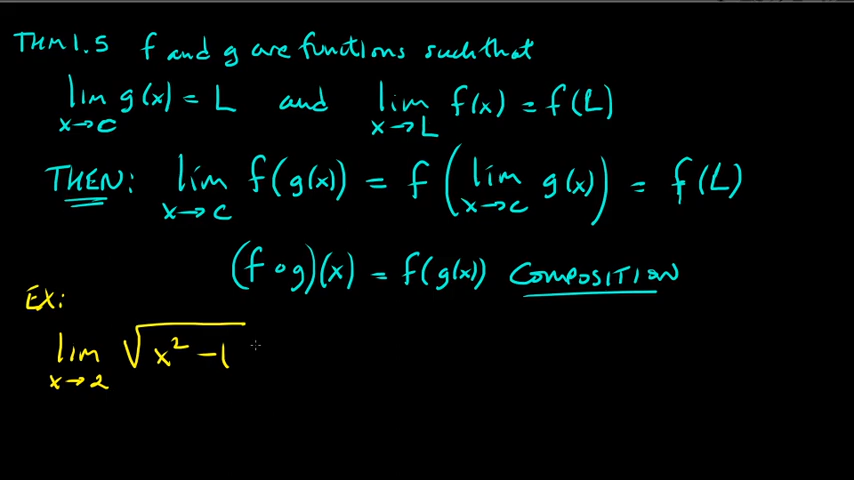 THM 1.5 f and g are functions such that
lim x→c g(x) = L and lim x→L f(x) = f(L)
THEN: lim x→c f(g(x)) = f(lim x→c g(x)) = f(L)
(f∘g)(x) = f(g(x)) COMPOSITION
EX:
lim x→2 √(x² −1)